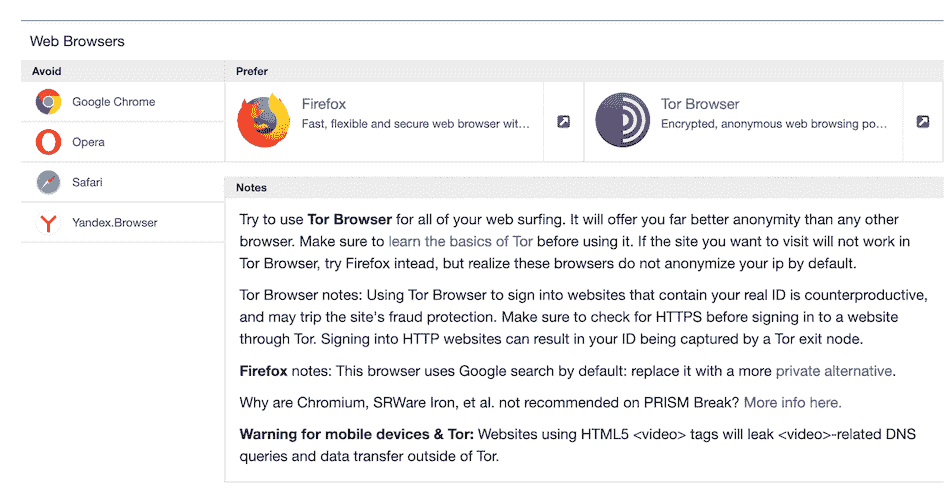 Web Browsers
Avoid
Prefer
Google Chrome
Opera
Safari
Yandex.Browser
Firefox
Fast, flexible and secure web browser wit…
Tor Browser
Encrypted, anonymous web browsing po…
Notes
Try to use Tor Browser for all of your web surfing. It will offer you far better anonymity than any other
browser. Make sure to learn the basics of Tor before using it. If the site you want to visit will not work in
Tor Browser, try Firefox intead, but realize these browsers do not anonymize your ip by default.
Tor Browser notes: Using Tor Browser to sign into websites that contain your real ID is counterproductive,
and may trip the site's fraud protection. Make sure to check for HTTPS before signing in to a website
through Tor. Signing into HTTP websites can result in your ID being captured by a Tor exit node.
Firefox notes: This browser uses Google search by default: replace it with a more private alternative.
Why are Chromium, SRWare Iron, et al. not recommended on PRISM Break? More info here.
Warning for mobile devices & Tor: Websites using HTML5 <video> tags will leak <video>-related DNS
queries and data transfer outside of Tor.